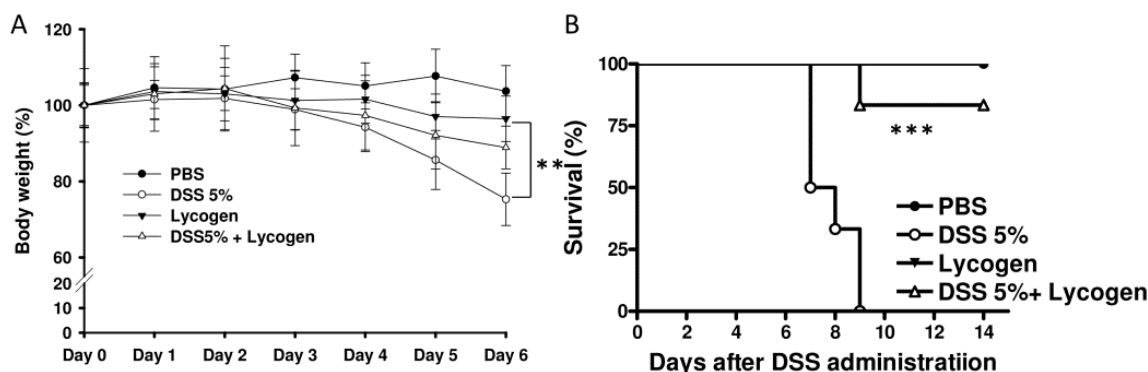 A
Body weight (%)
120
100
80
60
20
10
0
PBS
DSS 5%
Lycogen
DSS5% + Lycogen
**
Day 0 Day 1 Day 2 Day 3 Day 4 Day 5 Day 6
B
Survival (%)
100
75
50
25
0
***
PBS
DSS 5%
Lycogen
DSS 5%+ Lycogen
0 2 4 6 8 10 12 14
Days after DSS administratiion